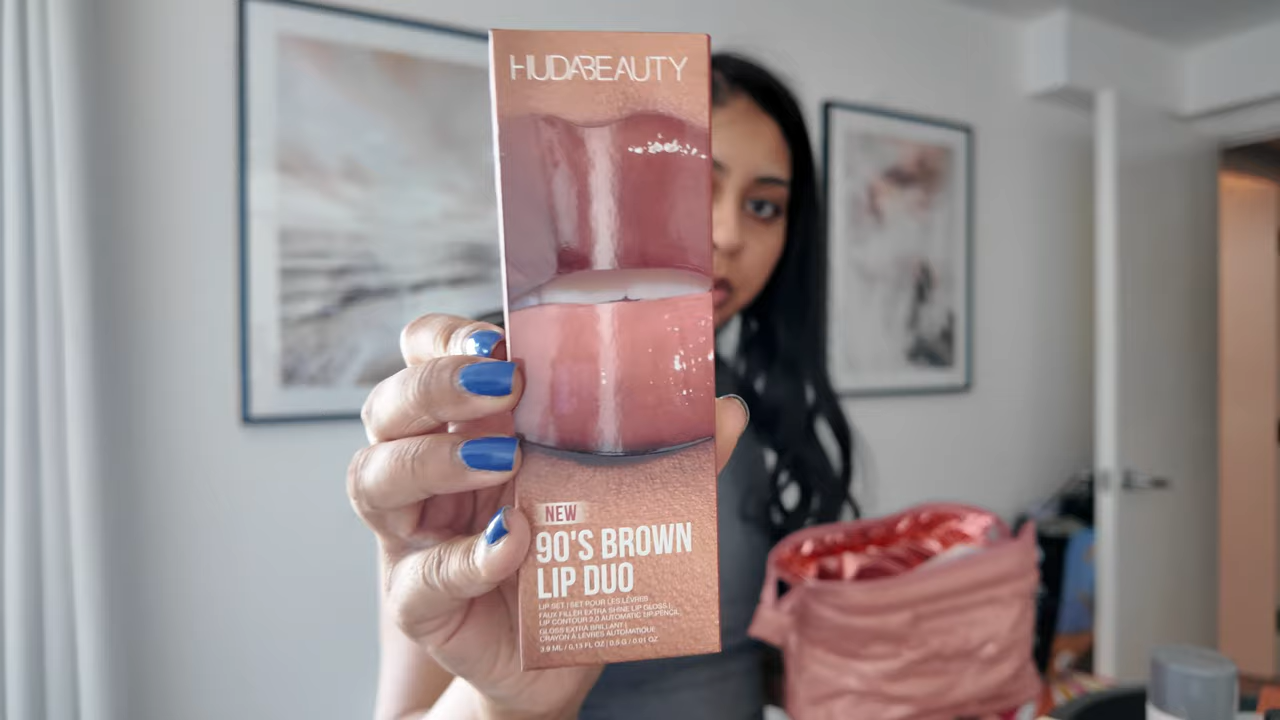 HUDABEAUTY
NEW
90'S BROWN
LIP DUO
LIP SET / SET POUR LES LÈVRES
FAUX FILLER EXTRA SHINE LIP GLOSS /
LIP CONTOUR 2.0 AUTOMATIC LIP PENCIL
GLOSS EXTRA BRILLANT /
CRAYON À LÈVRES AUTOMATIQUE
3.9 ML / 0.13 FL OZ | 0.5 G / 0.01 OZ